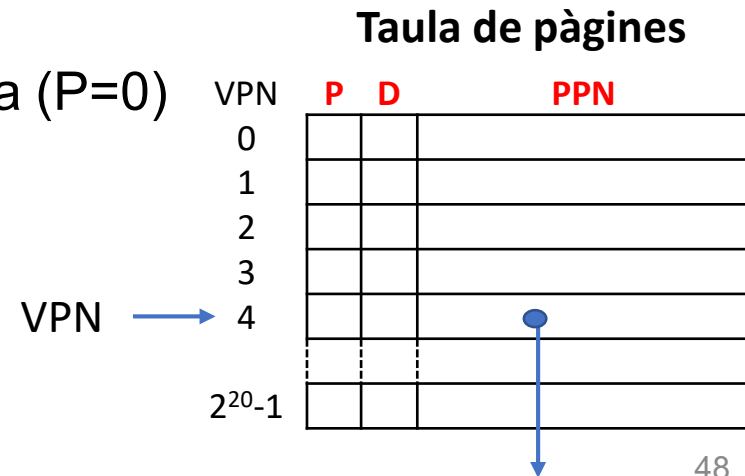 Taula de pàgines
a (P=0)
VPN P D PPN
0
1
2
3
VPN 4
2²⁰-1
48